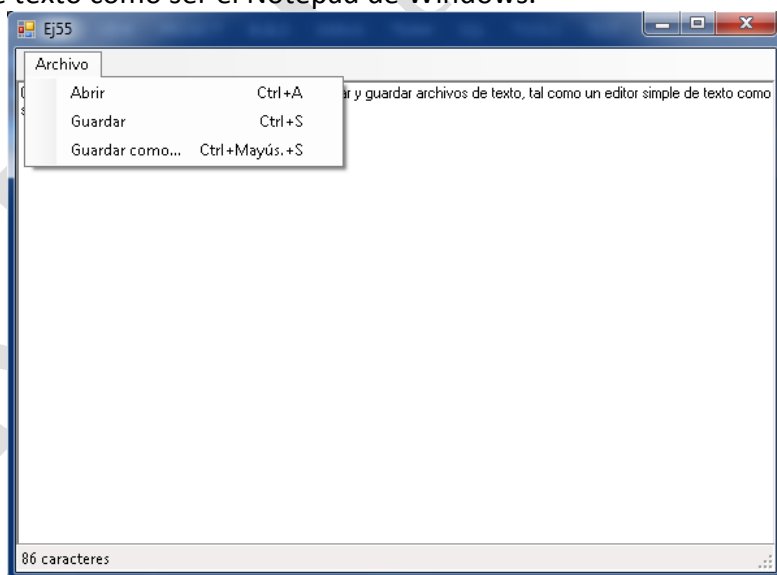 texto como ser el Notepad de Windows.
Ej55
Archivo
y guardar archivos de texto, tal como un editor simple de texto como
Abrir Ctrl+A
Guardar Ctrl+S
Guardar como... Ctrl+Mayús.+S
86 caracteres